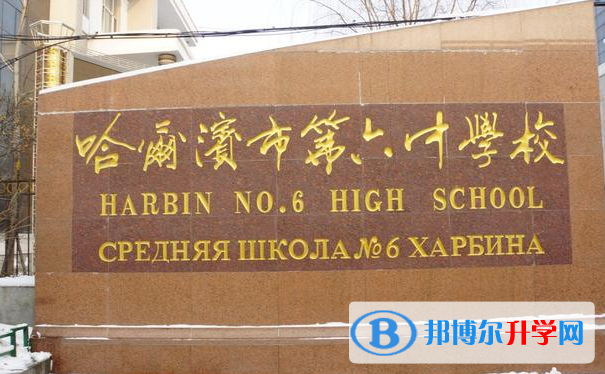 哈爾濱市第六中學校
HARBIN NO.6 HIGH SCHOOL
СРЕДНЯЯ ШКОЛА №6 ХАРБИНА
B 邦博尔升学网